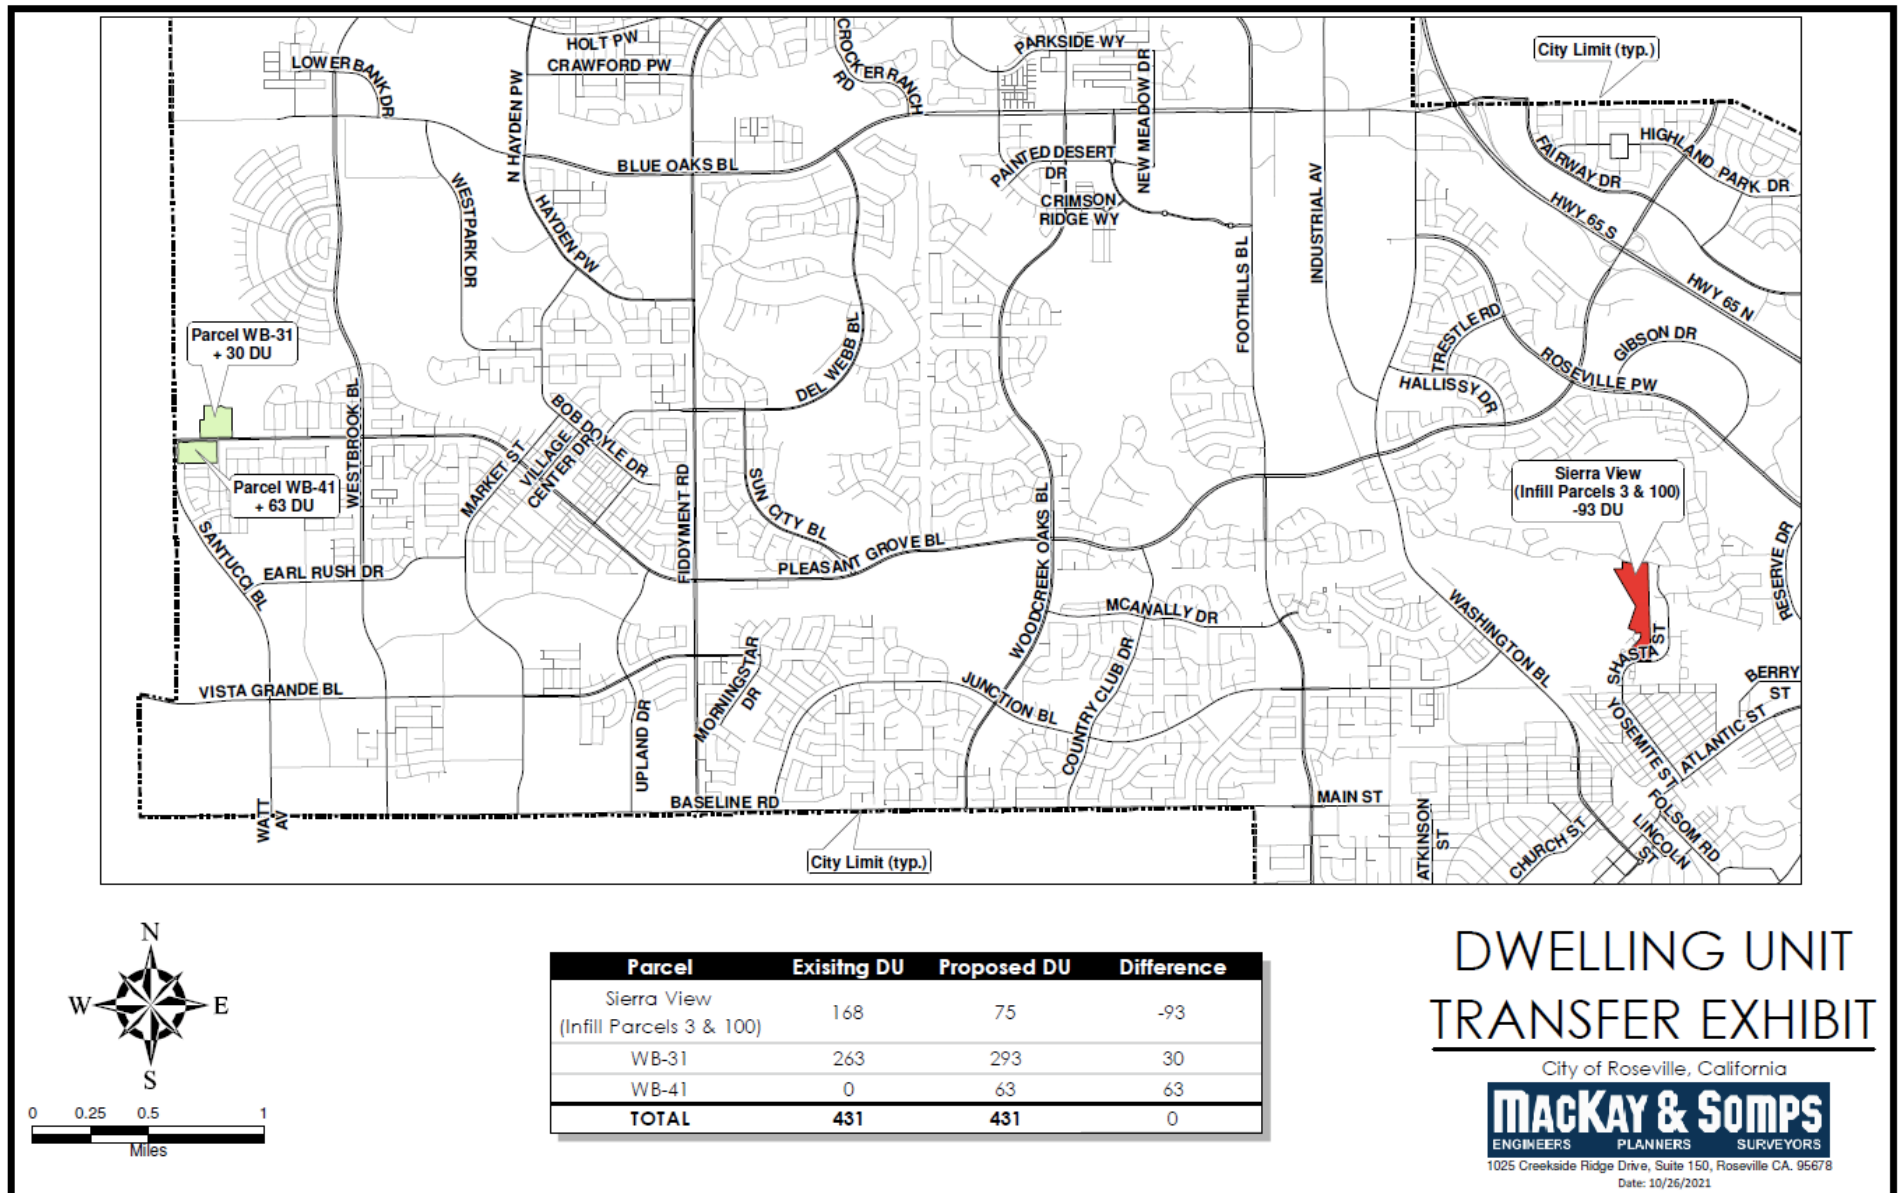 HOLT PW
CRAWFORD PW
LOWER BANK DR
N HAYDEN PW
CROCKER RANCH
RD
PARKSIDE WY
NEW MEADOW DR
City Limit (typ.)
BLUE OAKS BL
PAINTED DESERT
DR
CRIMSON
RIDGE WY
FAIRWAY DR
HIGHLAND PARK DR
HWY 65 S
HWY 65 N
WESTPARK DR
HAYDEN PW
INDUSTRIAL AV
FOOTHILLS BL
Parcel WB-31
+ 30 DU
DEL WEBB BL
TRESTLE RD
HALLISSY DR
ROSEVILLE PW
GIBSON DR
WESTBROOK BL
BOB DOYLE DR
MARKET ST
VILLAGE
CENTER DR
Parcel WB-41
+ 63 DU
FIDDYMENT RD
SUN CITY BL
PLEASANT GROVE BL
WOODCREEK OAKS BL
Sierra View
(Infill Parcels 3 & 100)
-93 DU
SANTUCCI BL
EARL RUSH DR
MCANALLY DR
WASHINGTON BL
RESERVE DR
SHASTA
ST
BERRY
ST
VISTA GRANDE BL
MORNINGSTAR
DR
UPLAND DR
JUNCTION BL
COUNTRY CLUB DR
YOSEMITE ST
ATLANTIC ST
WATT
AV
BASELINE RD
MAIN ST
ATKINSON
ST
CHURCH ST
FOLSOM RD
LINCOLN
ST
City Limit (typ.)
N
W E
S
0 0.25 0.5 1
Miles
Parcel Exisitng DU Proposed DU Difference
Sierra View
(Infill Parcels 3 & 100) 168 75 -93
WB-31 263 293 30
WB-41 0 63 63
TOTAL 431 431 0
DWELLING UNIT
TRANSFER EXHIBIT
City of Roseville, California
MACKAY & SOMPS
ENGINEERS PLANNERS SURVEYORS
1025 Creekside Ridge Drive, Suite 150, Roseville CA. 95678
Date: 10/26/2021